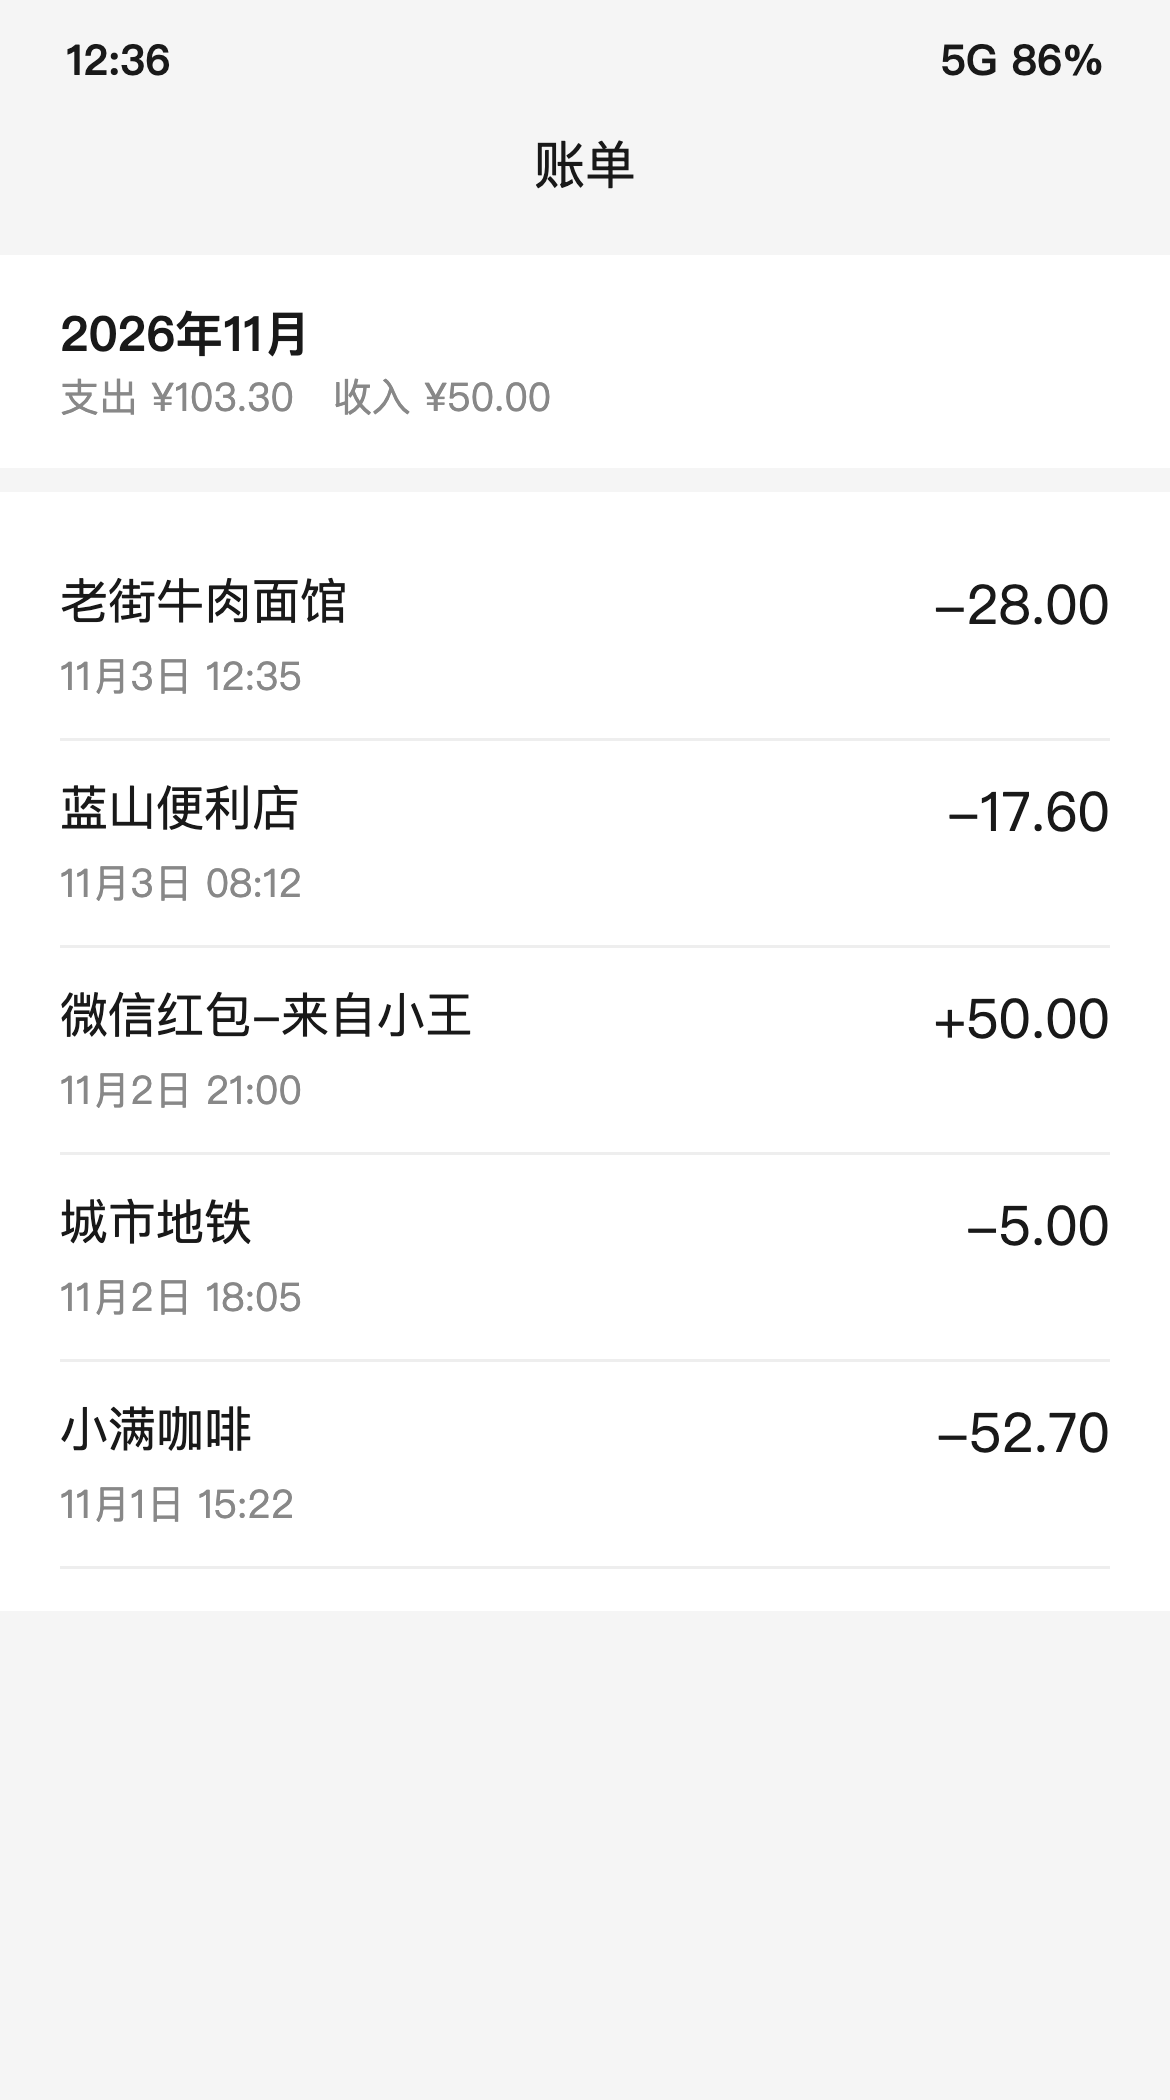 12:36 5G 86%
账单
2026年11月
支出 ¥103.30 收入 ¥50.00
老街牛肉面馆 -28.00
11月3日 12:35
蓝山便利店 -17.60
11月3日 08:12
微信红包-来自小王 +50.00
11月2日 21:00
城市地铁 -5.00
11月2日 18:05
小满咖啡 -52.70
11月1日 15:22